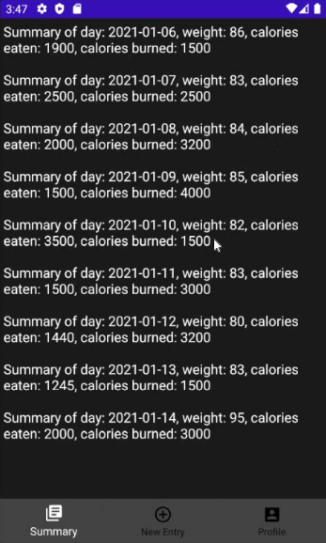 3:47
Summary of day: 2021-01-06, weight: 86, calories
eaten: 1900, calories burned: 1500
Summary of day: 2021-01-07, weight: 83, calories
eaten: 2500, calories burned: 2500
Summary of day: 2021-01-08, weight: 84, calories
eaten: 2000, calories burned: 3200
Summary of day: 2021-01-09, weight: 85, calories
eaten: 1500, calories burned: 4000
Summary of day: 2021-01-10, weight: 82, calories
eaten: 3500, calories burned: 1500
Summary of day: 2021-01-11, weight: 83, calories
eaten: 1500, calories burned: 3000
Summary of day: 2021-01-12, weight: 80, calories
eaten: 1440, calories burned: 3200
Summary of day: 2021-01-13, weight: 83, calories
eaten: 1245, calories burned: 1500
Summary of day: 2021-01-14, weight: 95, calories
eaten: 2000, calories burned: 3000
Summary New Entry Profile